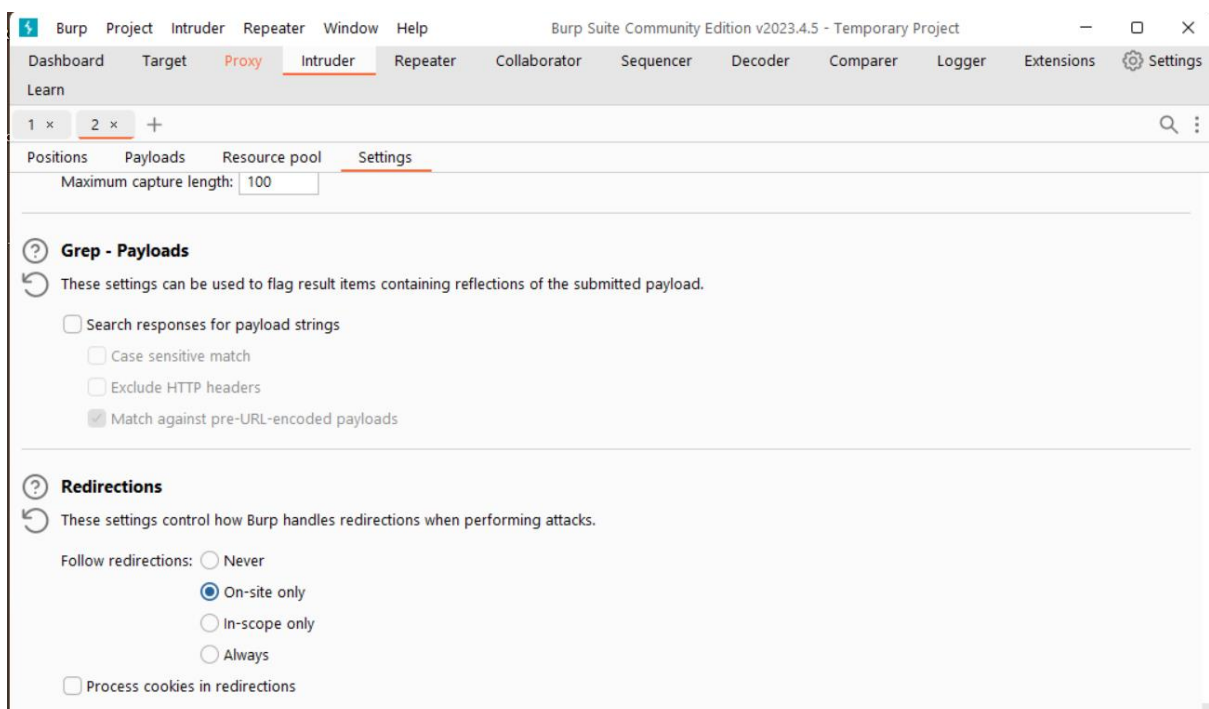 Burp Project Intruder Repeater Window Help Burp Suite Community Edition v2023.4.5 - Temporary Project
Dashboard Target Proxy Intruder Repeater Collaborator Sequencer Decoder Comparer Logger Extensions Settings
Learn
1 × 2 × +
Positions Payloads Resource pool Settings
Maximum capture length: 100
Grep - Payloads
These settings can be used to flag result items containing reflections of the submitted payload.
Search responses for payload strings
Case sensitive match
Exclude HTTP headers
Match against pre-URL-encoded payloads
Redirections
These settings control how Burp handles redirections when performing attacks.
Follow redirections: Never
On-site only
In-scope only
Always
Process cookies in redirections